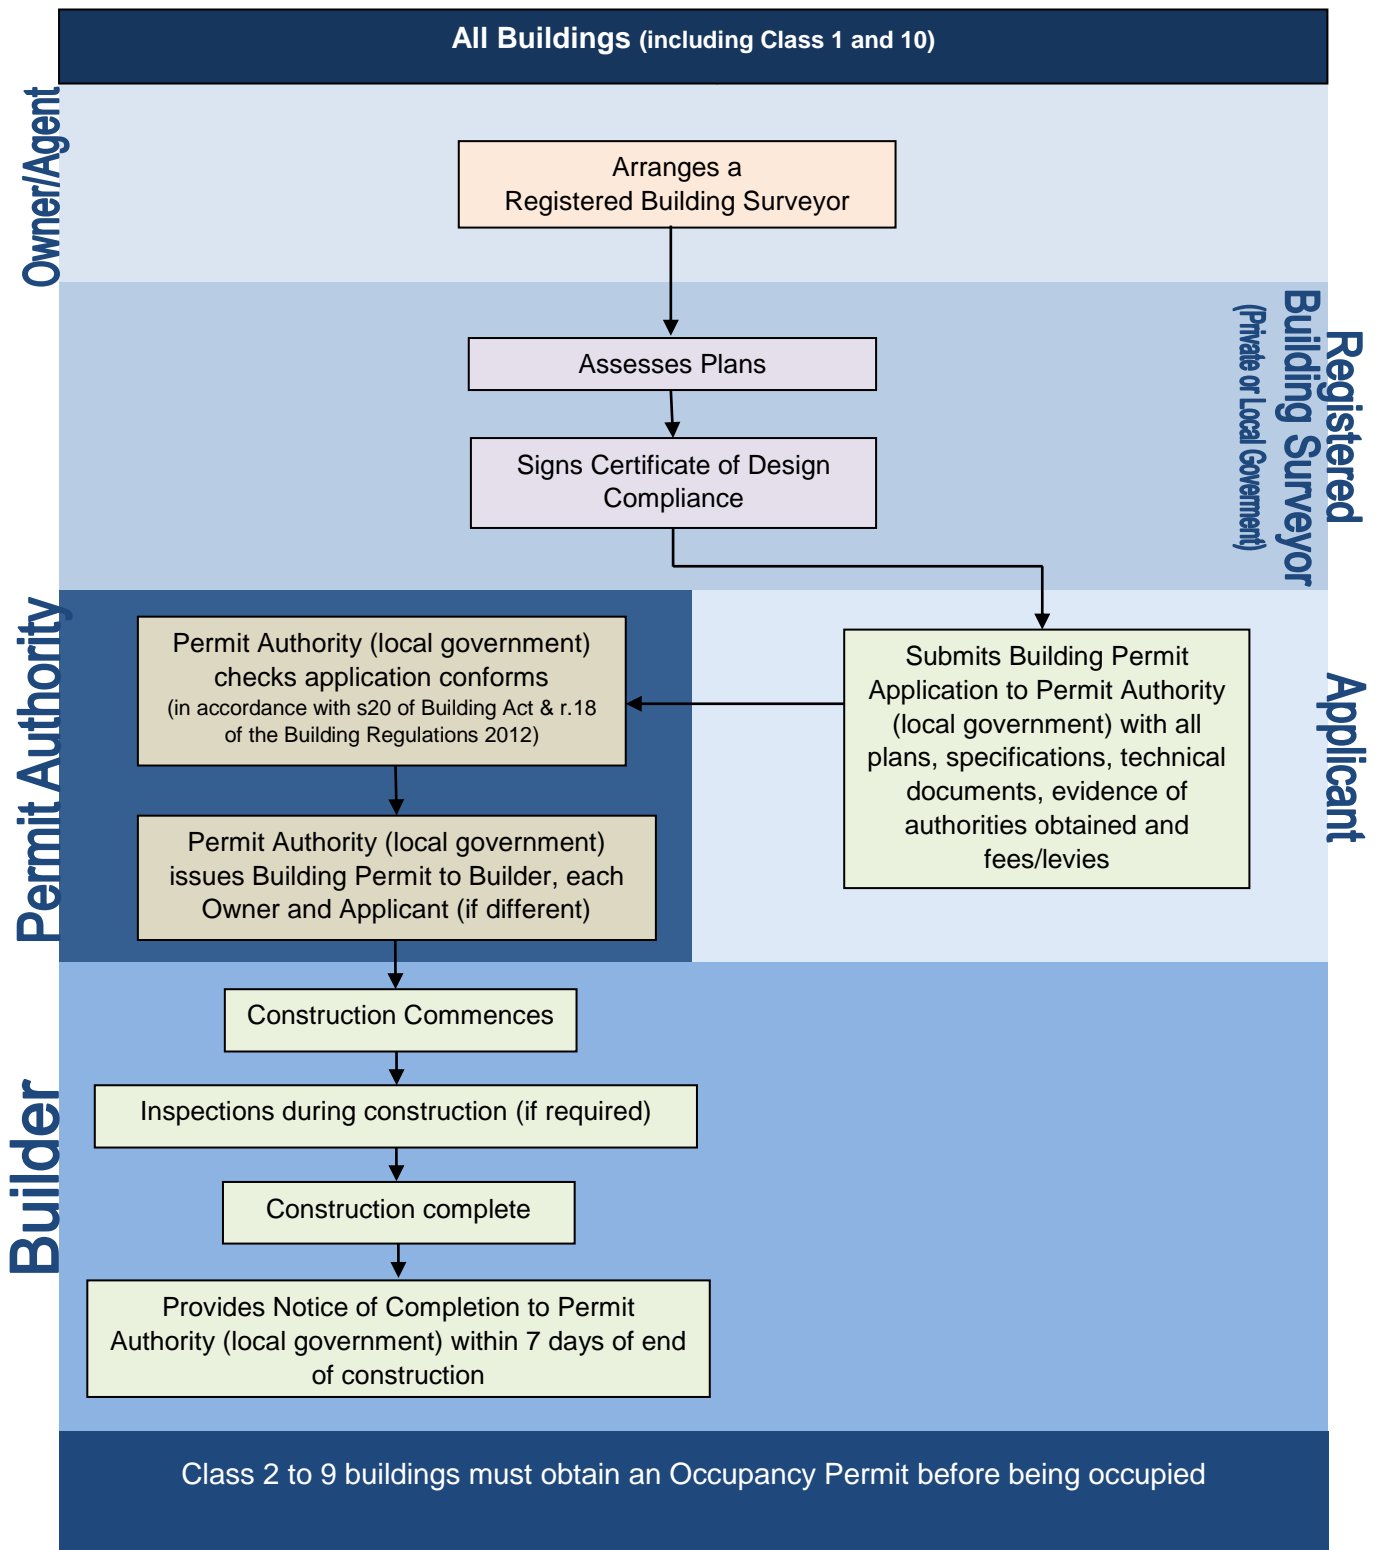 All Buildings (including Class 1 and 10)
Owner/Agent
Arranges a
Registered Building Surveyor
Registered
Building Surveyor
(Private or Local Goverment)
Assesses Plans
Signs Certificate of Design
Compliance
Permit Authority
Permit Authority (local government)
checks application conforms
(in accordance with s20 of Building Act & r.18
of the Building Regulations 2012)
Permit Authority (local government)
issues Building Permit to Builder, each
Owner and Applicant (if different)
Applicant
Submits Building Permit
Application to Permit Authority
(local government) with all
plans, specifications, technical
documents, evidence of
authorities obtained and
fees/levies
Builder
Construction Commences
Inspections during construction (if required)
Construction complete
Provides Notice of Completion to Permit
Authority (local government) within 7 days of end
of construction
Class 2 to 9 buildings must obtain an Occupancy Permit before being occupied